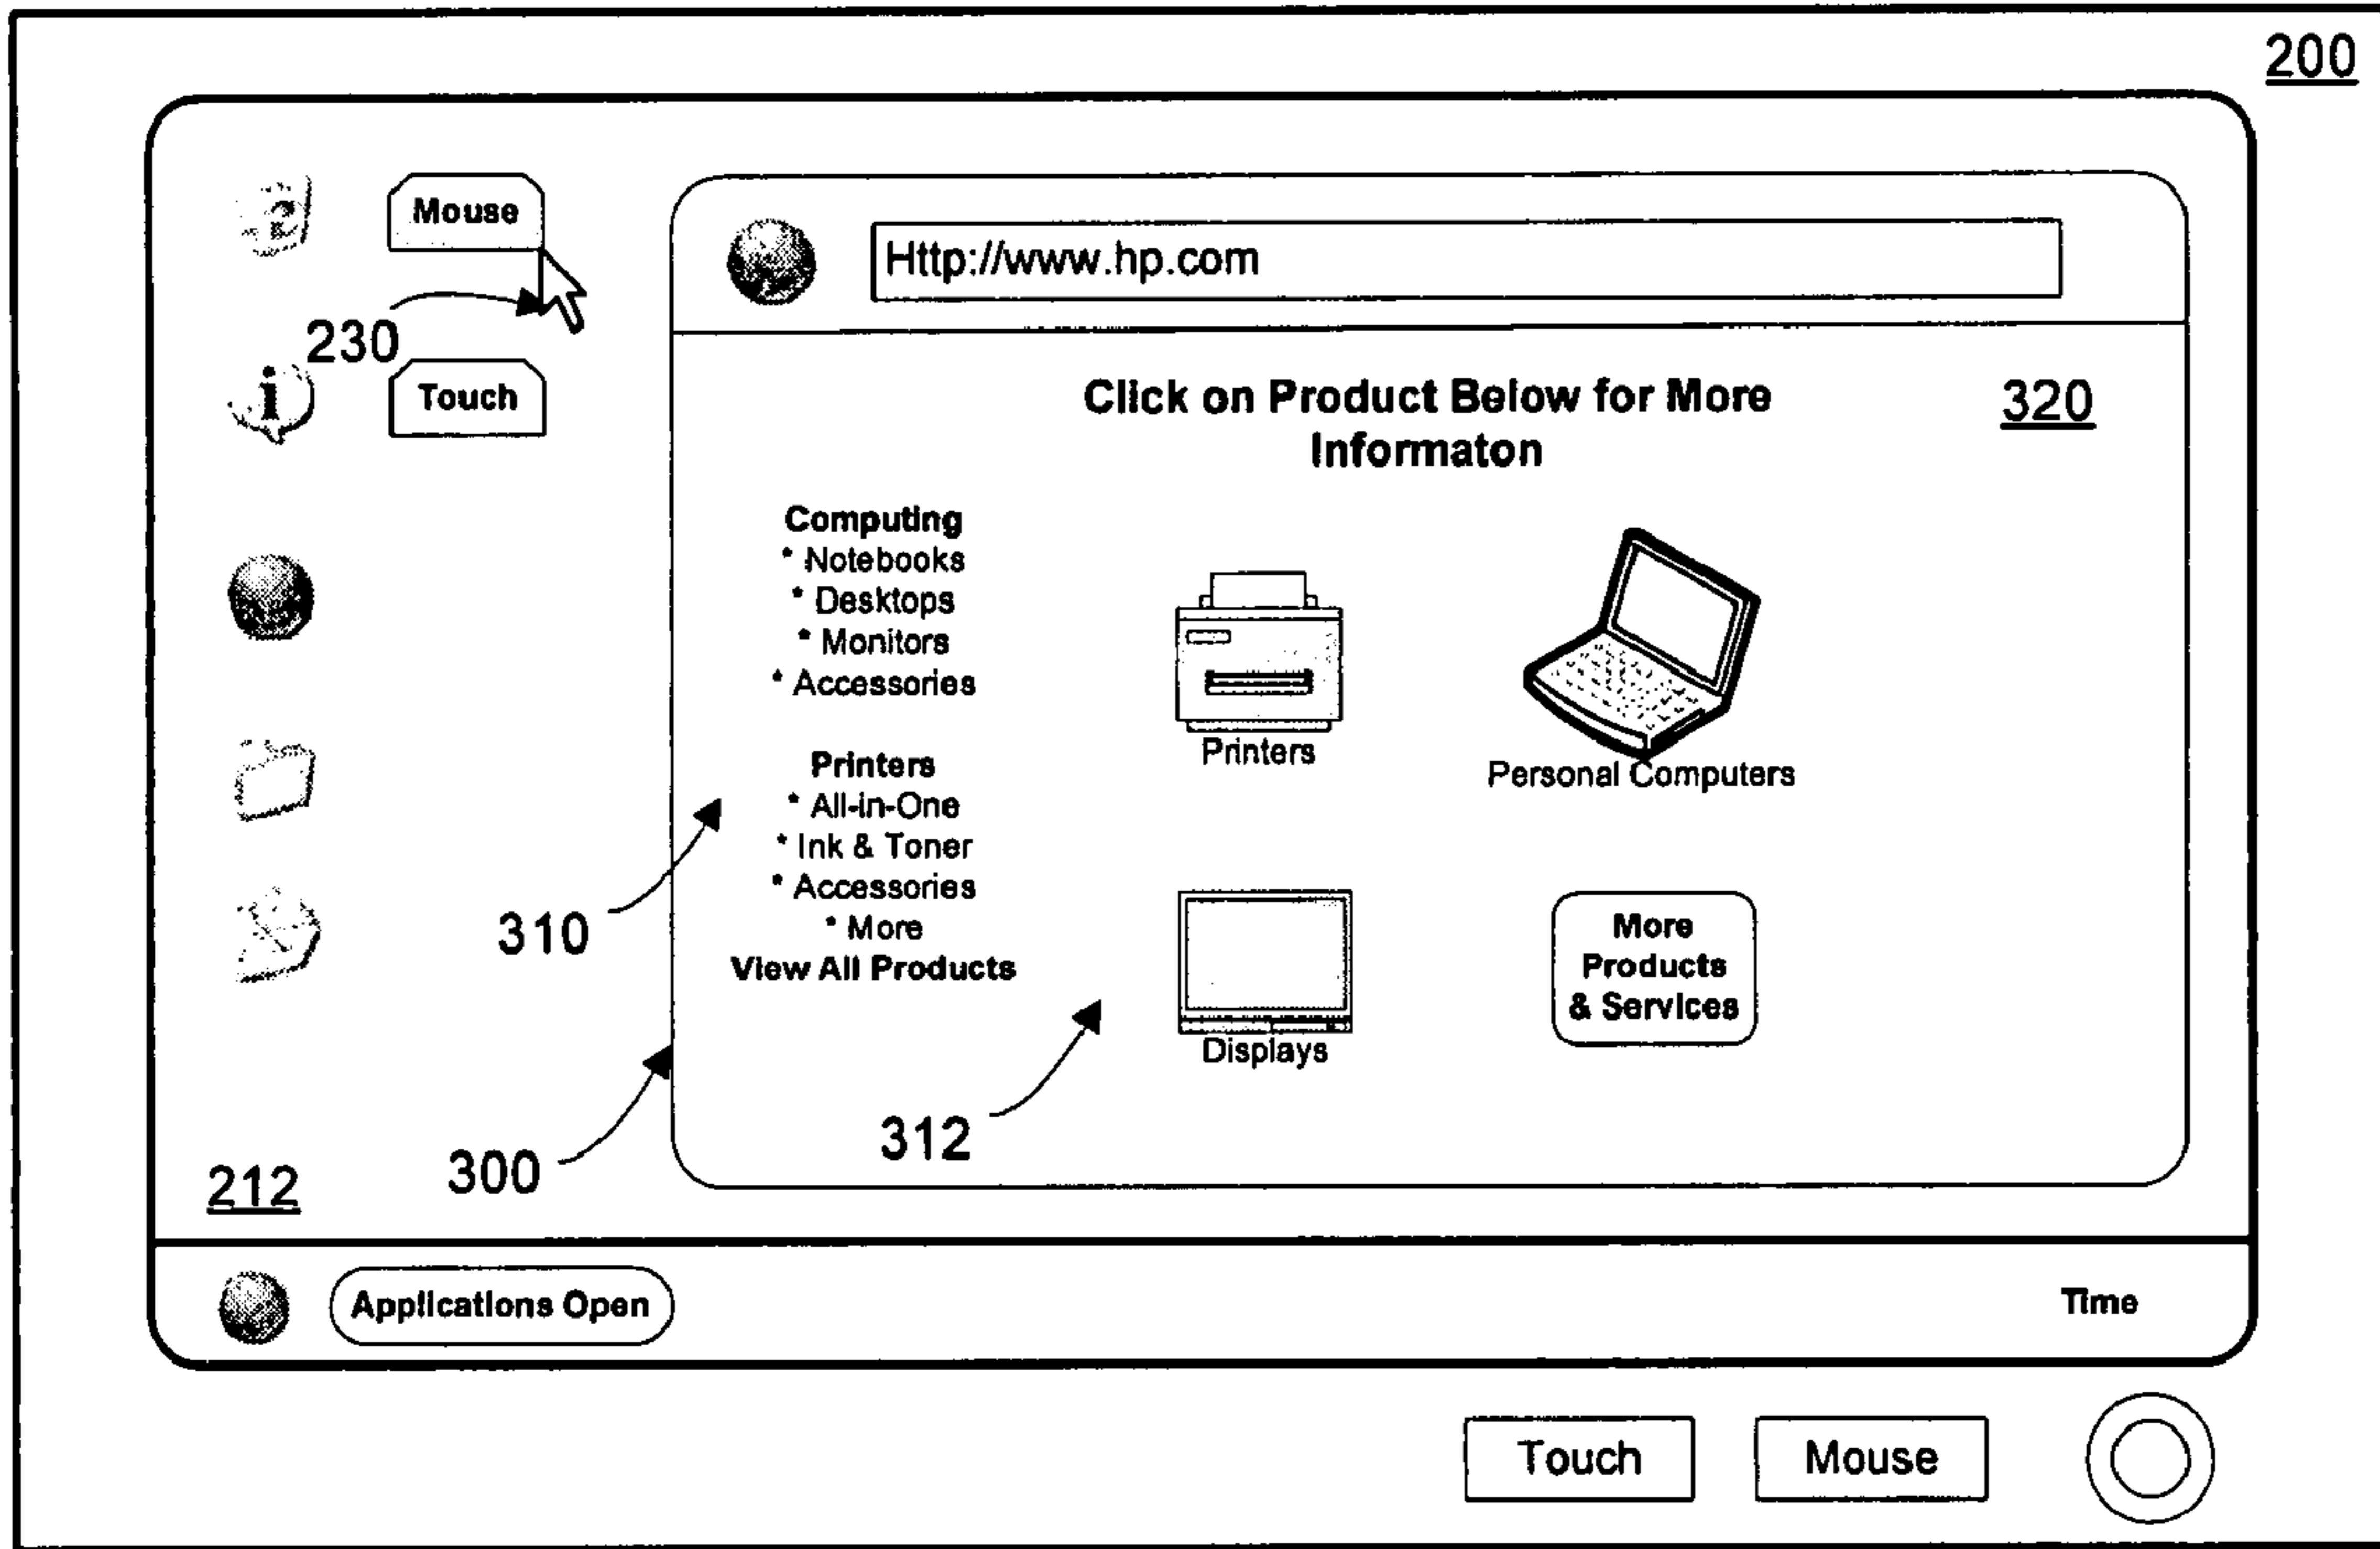 200
Mouse
Http://www.hp.com
230
i
Touch
Click on Product Below for More
Informaton
320
Computing
* Notebooks
* Desktops
* Monitors
* Accessories
Printers
* All-in-One
* Ink & Toner
* Accessories
* More
View All Products
Printers
Personal Computers
Displays
More
Products
& Services
310
312
300
212
Applications Open
Time
Touch
Mouse